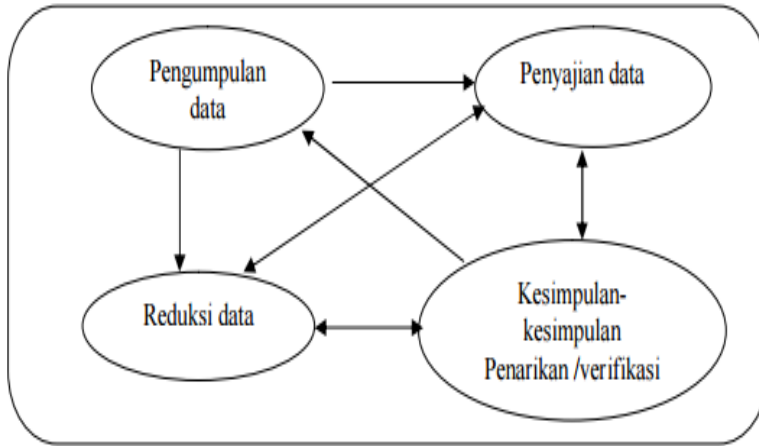 Pengumpulan
data
Penyajian data
Reduksi data
Kesimpulan-
kesimpulan
Penarikan /verifikasi